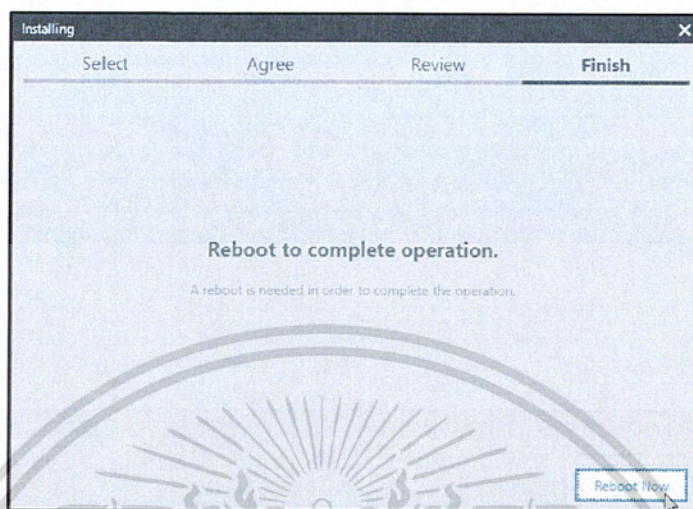 Installing
Select Agree Review Finish
Reboot to complete operation.
A reboot is needed in order to complete the operation.
Reboot Now